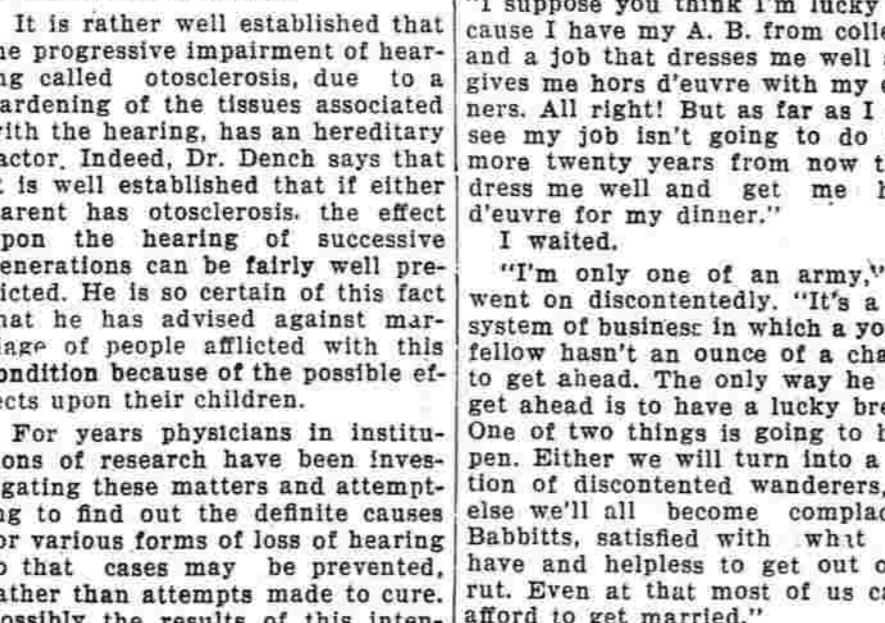 It is rather well established that
he progressive impairment of hear-
ng called otosclerosis, due to a
ardening of the tissues associated
ith the hearing, has an hereditary
actor. Indeed, Dr. Dench says that
is well established that if either
arent has otosclerosis. the effect
pon the hearing of successive
enerations can be fairly well pre-
icted. He is so certain of this fact
hat he has advised against mar-
iage of people afflicted with this
ondition because of the possible ef-
ects upon their children.
For years physicians in institu-
ons of research have been inves-
gating these matters and attempt-
ng to find out the definite causes
or various forms of loss of hearing
o that cases may be prevented,
ather than attempts made to cure.
ossibly the results of this inten-
"I suppose you think I'm lucky
cause I have my A. B. from colle
and a job that dresses me well
gives me hors d'euvre with my
ners. All right! But as far as I
see my job isn't going to do
more twenty years from now t
dress me well and get me h
d'euvre for my dinner."
I waited.
"I'm only one of an army,"
went on discontentedly. "It's a
system of business in which a yo
fellow hasn't an ounce of a cha
to get ahead. The only way he
get ahead is to have a lucky bre
One of two things is going to h
pen. Either we will turn into a
tion of discontented wanderers,
else we'll all become complac
Babbitts, satisfied with what
have and helpless to get out o
rut. Even at that most of us ca
afford to get married."